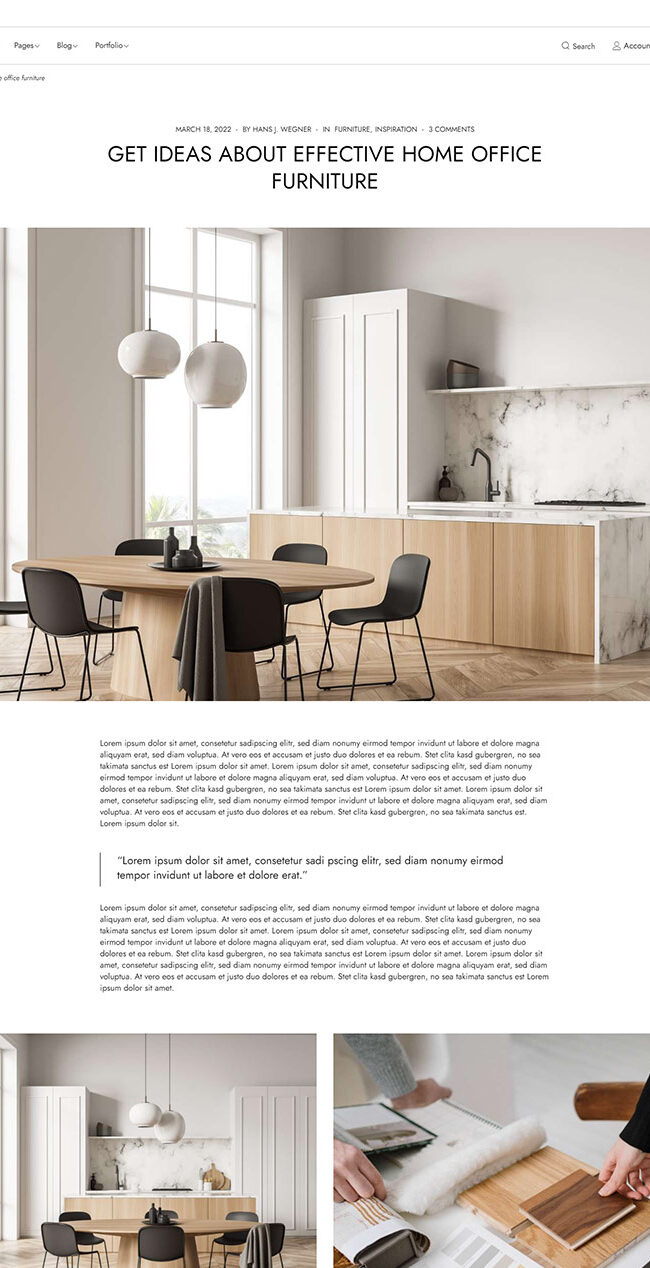 Pages Blog Portfolio Search Accoun
office furniture
MARCH 18, 2022 - BY HANS J. WEGNER - IN FURNITURE, INSPIRATION - 3 COMMENTS
GET IDEAS ABOUT EFFECTIVE HOME OFFICE
FURNITURE
Lorem ipsum dolor sit amet, consetetur sadipscing elitr, sed diam nonumy eirmod tempor invidunt ut labore et dolore magna
aliquyam erat, sed diam voluptua. At vero eos et accusam et justo duo dolores et ea rebum. Stet clita kasd gubergren, no sea
takimata sanctus est Lorem ipsum dolor sit amet. Lorem ipsum dolor sit amet, consetetur sadipscing elitr, sed diam nonumy
eirmod tempor invidunt ut labore et dolore magna aliquyam erat, sed diam voluptua. At vero eos et accusam et justo duo
dolores et ea rebum. Stet clita kasd gubergren, no sea takimata sanctus est Lorem ipsum dolor sit amet. Lorem ipsum dolor sit
amet, consetetur sadipscing elitr, sed diam nonumy eirmod tempor invidunt ut labore et dolore magna aliquyam erat, sed diam
voluptua. At vero eos et accusam et justo duo dolores et ea rebum. Stet clita kasd gubergren, no sea takimata sanctus est.
Lorem ipsum dolor sit.
“Lorem ipsum dolor sit amet, consetetur sadi pscing elitr, sed diam nonumy eirmod
tempor invidunt ut labore et dolore erat.”
Lorem ipsum dolor sit amet, consetetur sadipscing elitr, sed diam nonumy eirmod tempor invidunt ut labore et dolore magna
aliquyam erat, sed diam voluptua. At vero eos et accusam et justo duo dolores et ea rebum. Stet clita kasd gubergren, no sea
takimata sanctus est Lorem ipsum dolor sit amet. Lorem ipsum dolor sit amet, consetetur sadipscing elitr, sed diam nonumy
eirmod tempor invidunt ut labore et dolore magna aliquyam erat, sed diam voluptua. At vero eos et accusam et justo duo
dolores et ea rebum. Stet clita kasd gubergren, no sea takimata sanctus est Lorem ipsum dolor sit amet. Lorem ipsum dolor sit
amet, consetetur sadipscing elitr, sed diam nonumy eirmod tempor invidunt ut labore et dolore magna aliquyam erat, sed diam
voluptua. At vero eos et accusam et justo duo dolores et ea rebum. Stet clita kasd gubergren, no sea takimata sanctus est Lorem
ipsum dolor sit amet.